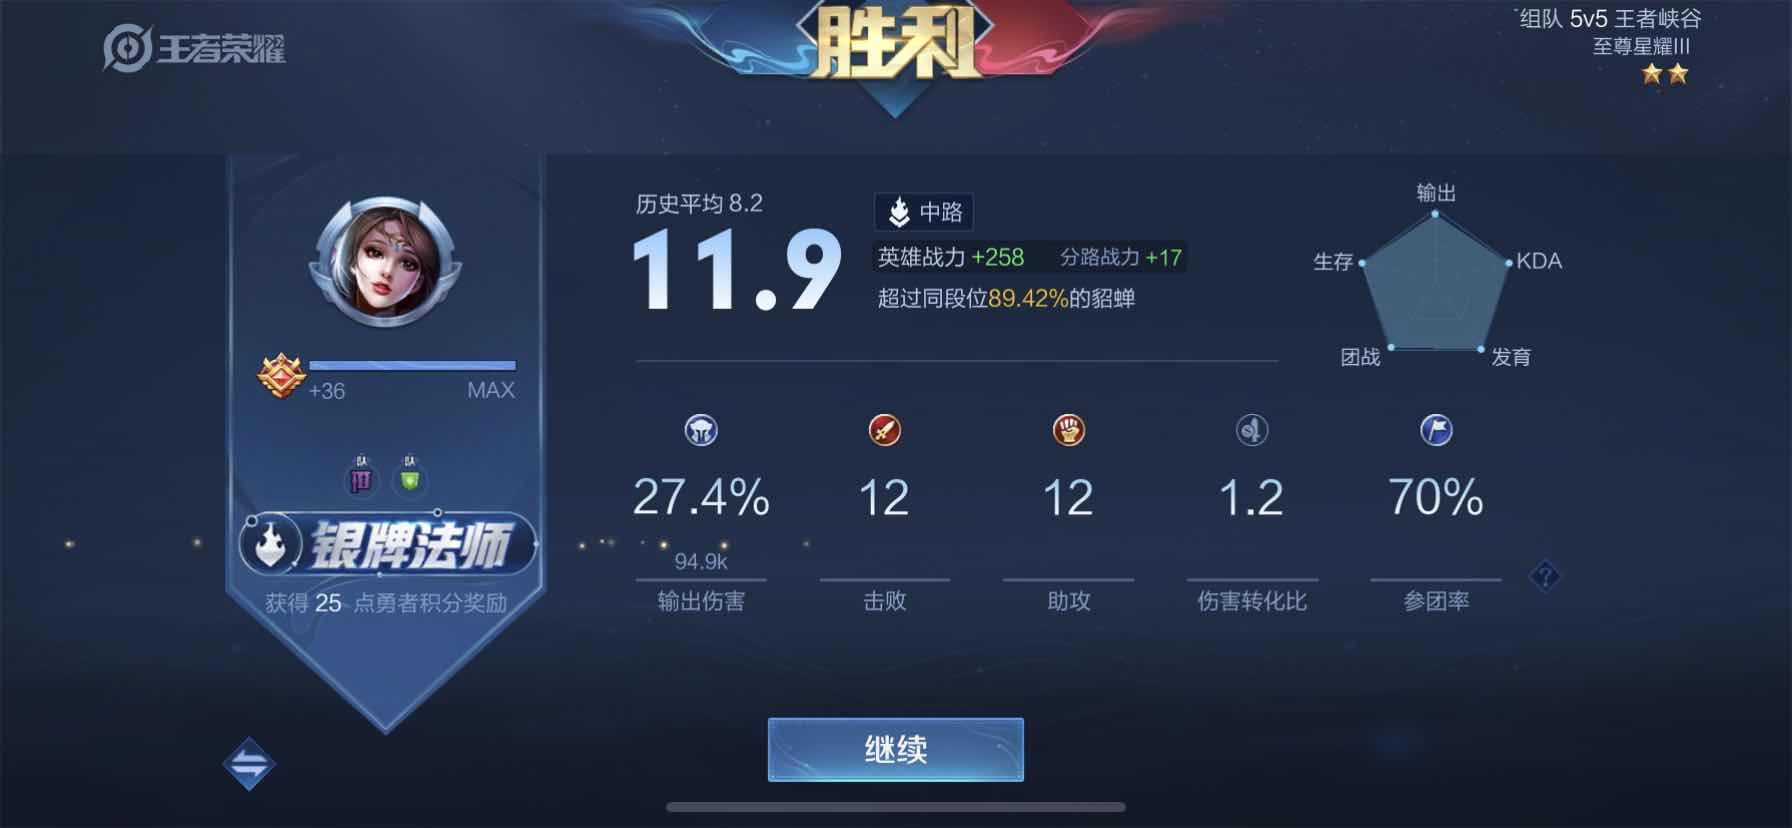 王者荣耀
胜利
组队 5v5 王者峡谷
至尊星耀III
+36
MAX
银牌法师
获得 25 点勇者积分奖励
历史平均 8.2
11.9
中路
英雄战力 +258 分路战力 +17
超过同段位89.42%的貂蝉
输出
KDA
发育
团战
生存
27.4%
94.9k
输出伤害
12
击败
12
助攻
1.2
伤害转化比
70%
参团率
?
继续